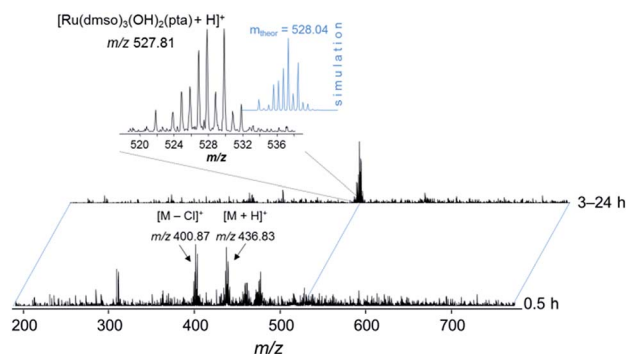 [Ru(dmso)₃(OH)₂(pta) + H]⁺
m/z 527.81
mtheor = 528.04
simulation
520 524 528 532 536
m/z
3–24 h
[M – Cl]⁺ [M + H]⁺
m/z 400.87 m/z 436.83
0.5 h
200 300 400 500 600 700
m/z